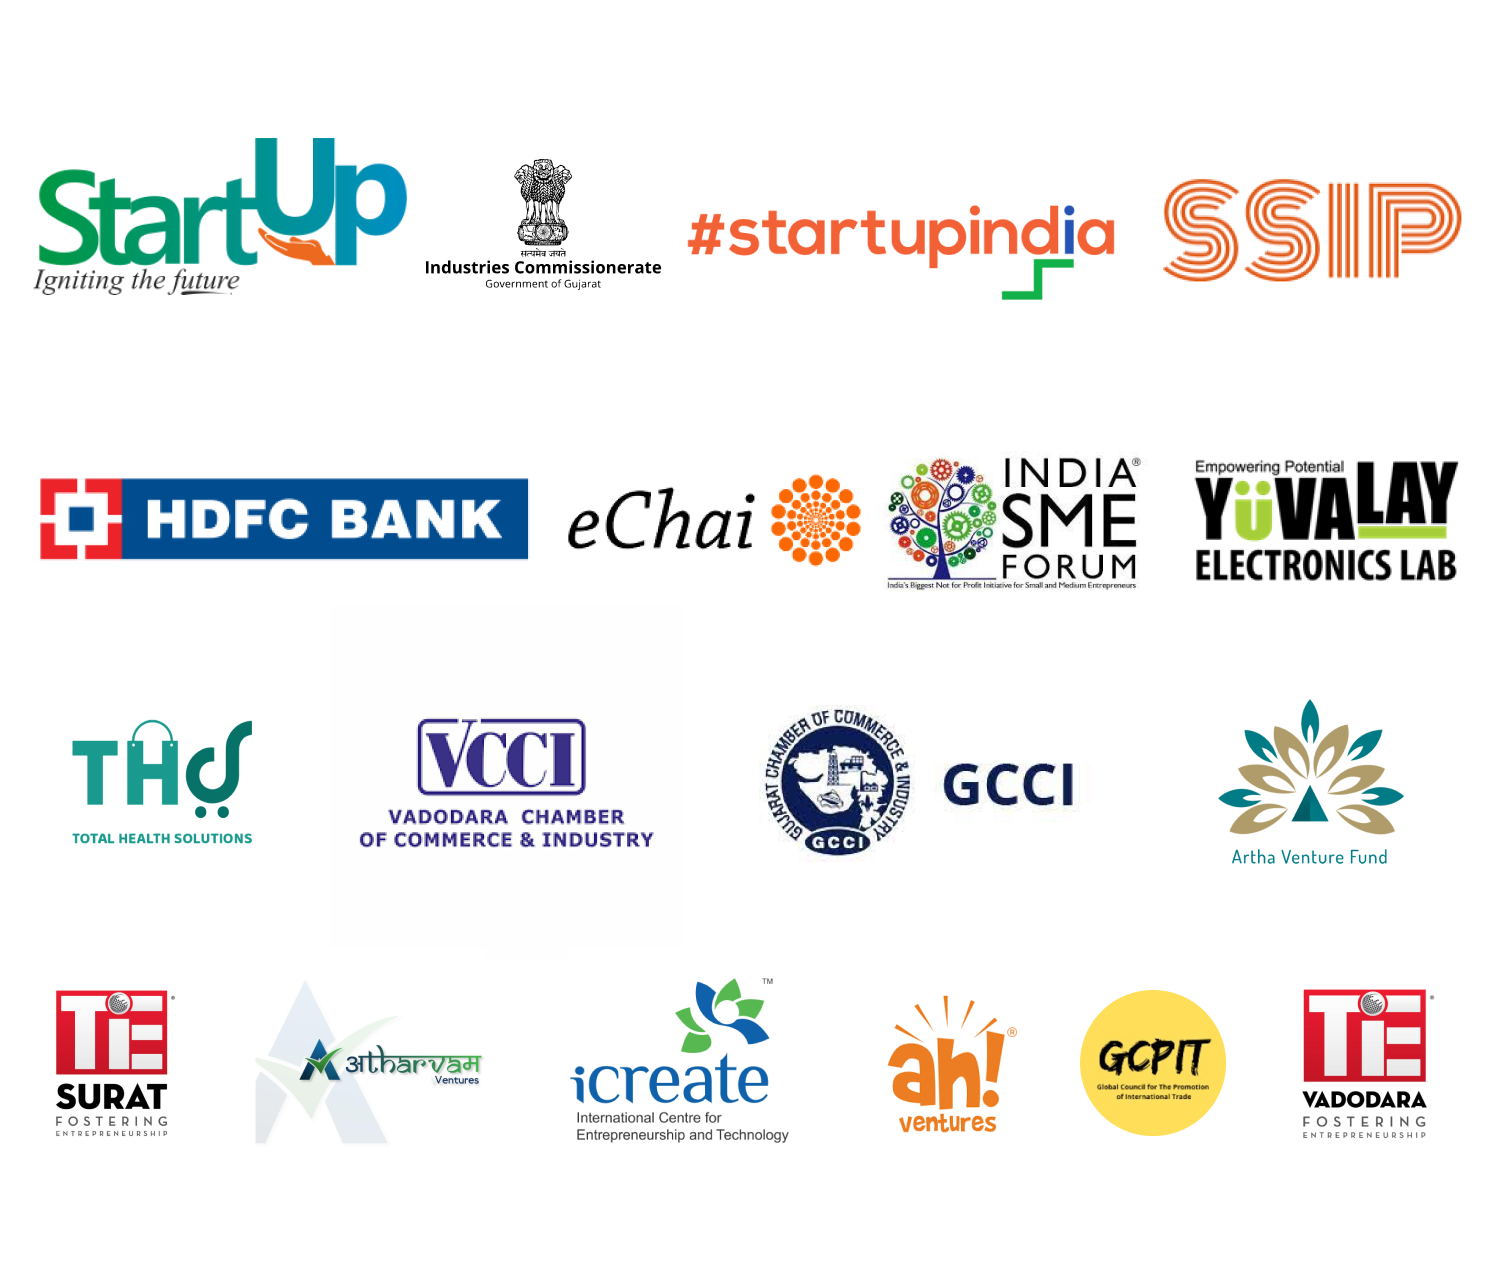 StartUp
Igniting the future
सत्यमेव जयते
Industries Commissionerate
Government of Gujarat
#startupindia
SSIP
HDFC BANK
eChai
INDIA®
SME
FORUM
India's Biggest Not for Profit Initiative for Small and Medium Entrepreneurs
Empowering Potential
YüVALAY
ELECTRONICS LAB
THS
TOTAL HEALTH SOLUTIONS
VCCI
VADODARA CHAMBER
OF COMMERCE & INDUSTRY
GUJARAT CHAMBER OF COMMERCE & INDUSTRY
GCCI
GCCI
Artha Venture Fund
TiE®
SURAT
FOSTERING
ENTREPRENEURSHIP
अtharvaम
Ventures
TM
icreate
International Centre for
Entrepreneurship and Technology
ah!®
ventures
GCPIT
Global Council for The Promotion
of International Trade
TiE®
VADODARA
FOSTERING
ENTREPRENEURSHIP